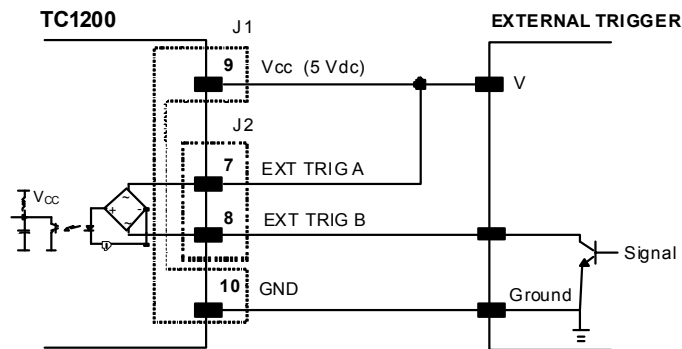 TC1200
EXTERNAL TRIGGER
J1
9 Vcc (5 Vdc)
V
J2
7 EXT TRIG A
VCC
8 EXT TRIG B
Signal
10 GND
Ground
~
+ -
~